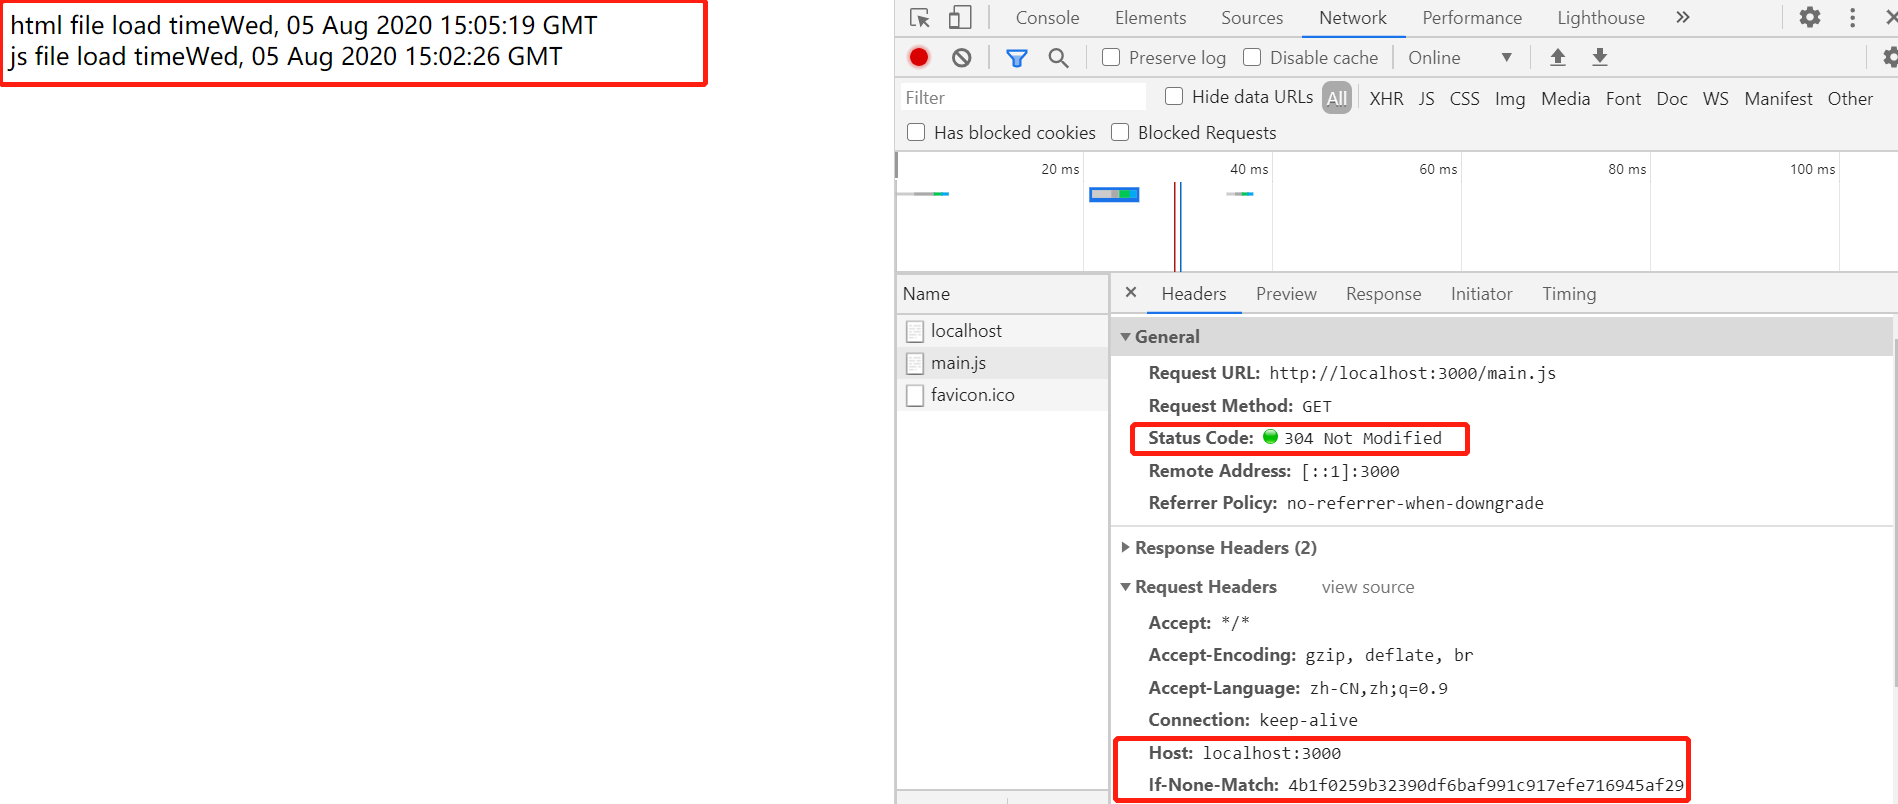 html file load timeWed, 05 Aug 2020 15:05:19 GMT
js file load timeWed, 05 Aug 2020 15:02:26 GMT
Console Elements Sources Network Performance Lighthouse »
Preserve log Disable cache Online
Filter Hide data URLs All XHR JS CSS Img Media Font Doc WS Manifest Other
Has blocked cookies Blocked Requests
20 ms 40 ms 60 ms 80 ms 100 ms
Name
localhost
main.js
favicon.ico
× Headers Preview Response Initiator Timing
General
Request URL: http://localhost:3000/main.js
Request Method: GET
Status Code: 304 Not Modified
Remote Address: [::1]:3000
Referrer Policy: no-referrer-when-downgrade
Response Headers (2)
Request Headers view source
Accept: */*
Accept-Encoding: gzip, deflate, br
Accept-Language: zh-CN,zh;q=0.9
Connection: keep-alive
Host: localhost:3000
If-None-Match: 4b1f0259b32390df6baf991c917efe716945af29